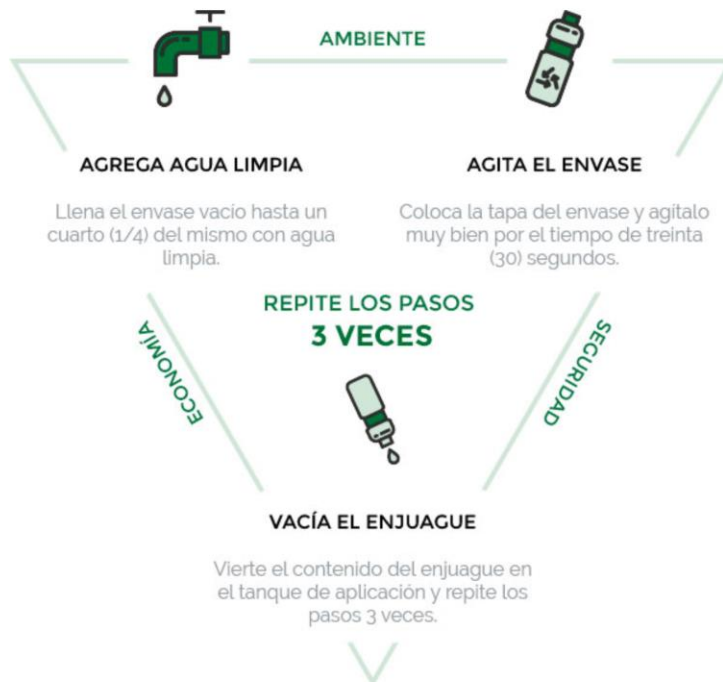 AMBIENTE
AGREGA AGUA LIMPIA
Llena el envase vacío hasta un
cuarto (1/4) del mismo con agua
limpia.
AGITA EL ENVASE
Coloca la tapa del envase y agítalo
muy bien por el tiempo de treinta
(30) segundos.
REPITE LOS PASOS
3 VECES
ECONOMÍA
SEGURIDAD
VACÍA EL ENJUAGUE
Vierte el contenido del enjuague en
el tanque de aplicación y repite los
pasos 3 veces.